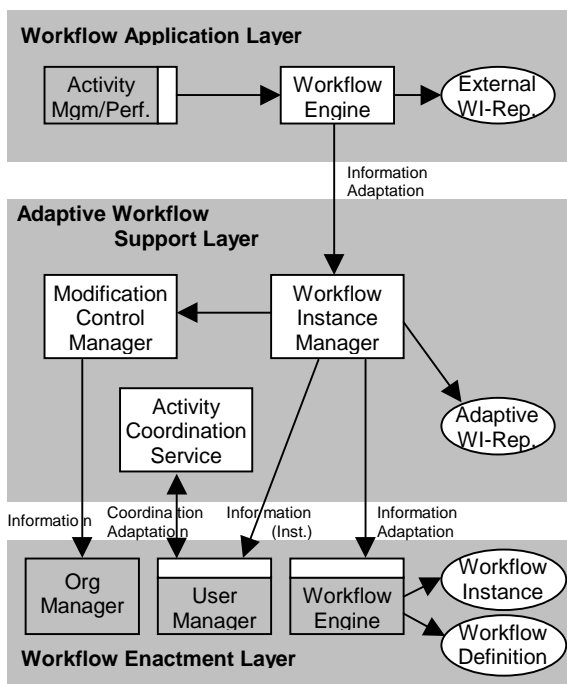 Workflow Application Layer
Activity
Mgm/Perf.
Workflow
Engine
External
WI-Rep.
Information
Adaptation
Adaptive Workflow
Support Layer
Modification
Control
Manager
Workflow
Instance
Manager
Activity
Coordination
Service
Adaptive
WI-Rep.
Information
Coordination
Adaptation
Information
(Inst.)
Information
Adaptation
Org
Manager
User
Manager
Workflow
Engine
Workflow
Instance
Workflow
Definition
Workflow Enactment Layer